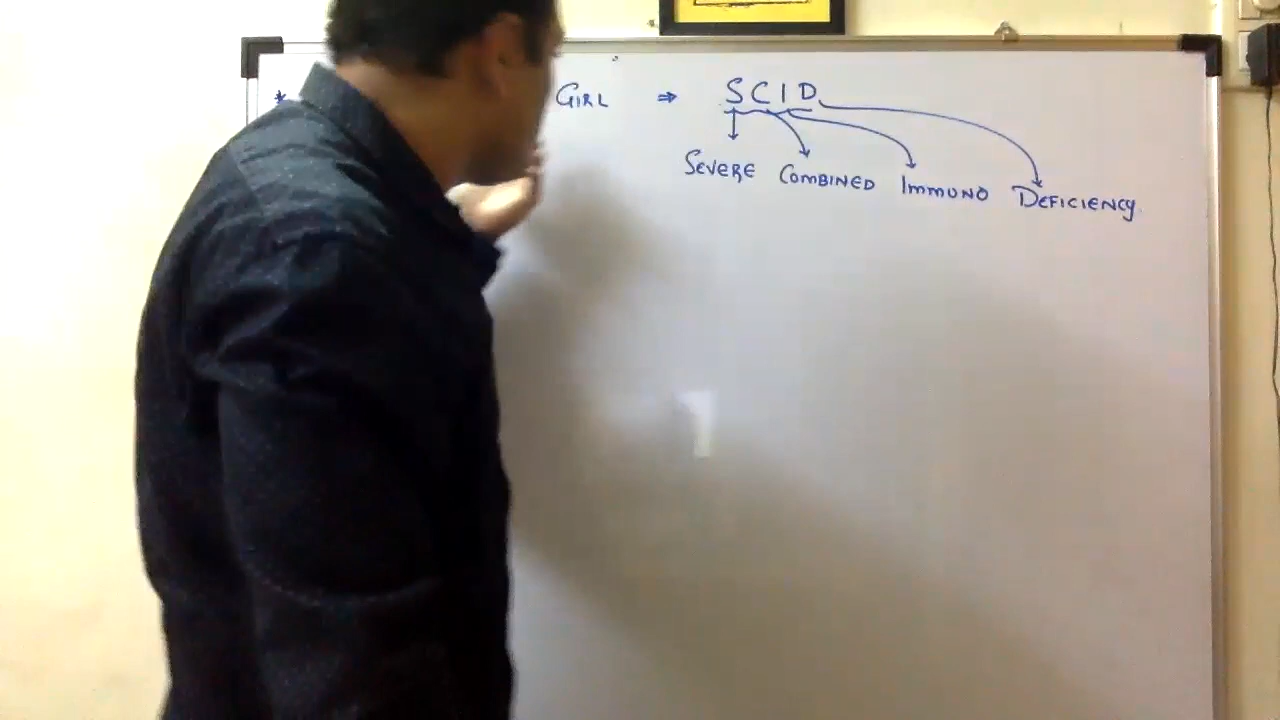 * GIRL ⇒ SCID
SEVERE COMBINED IMMUNO DEFICIENCY